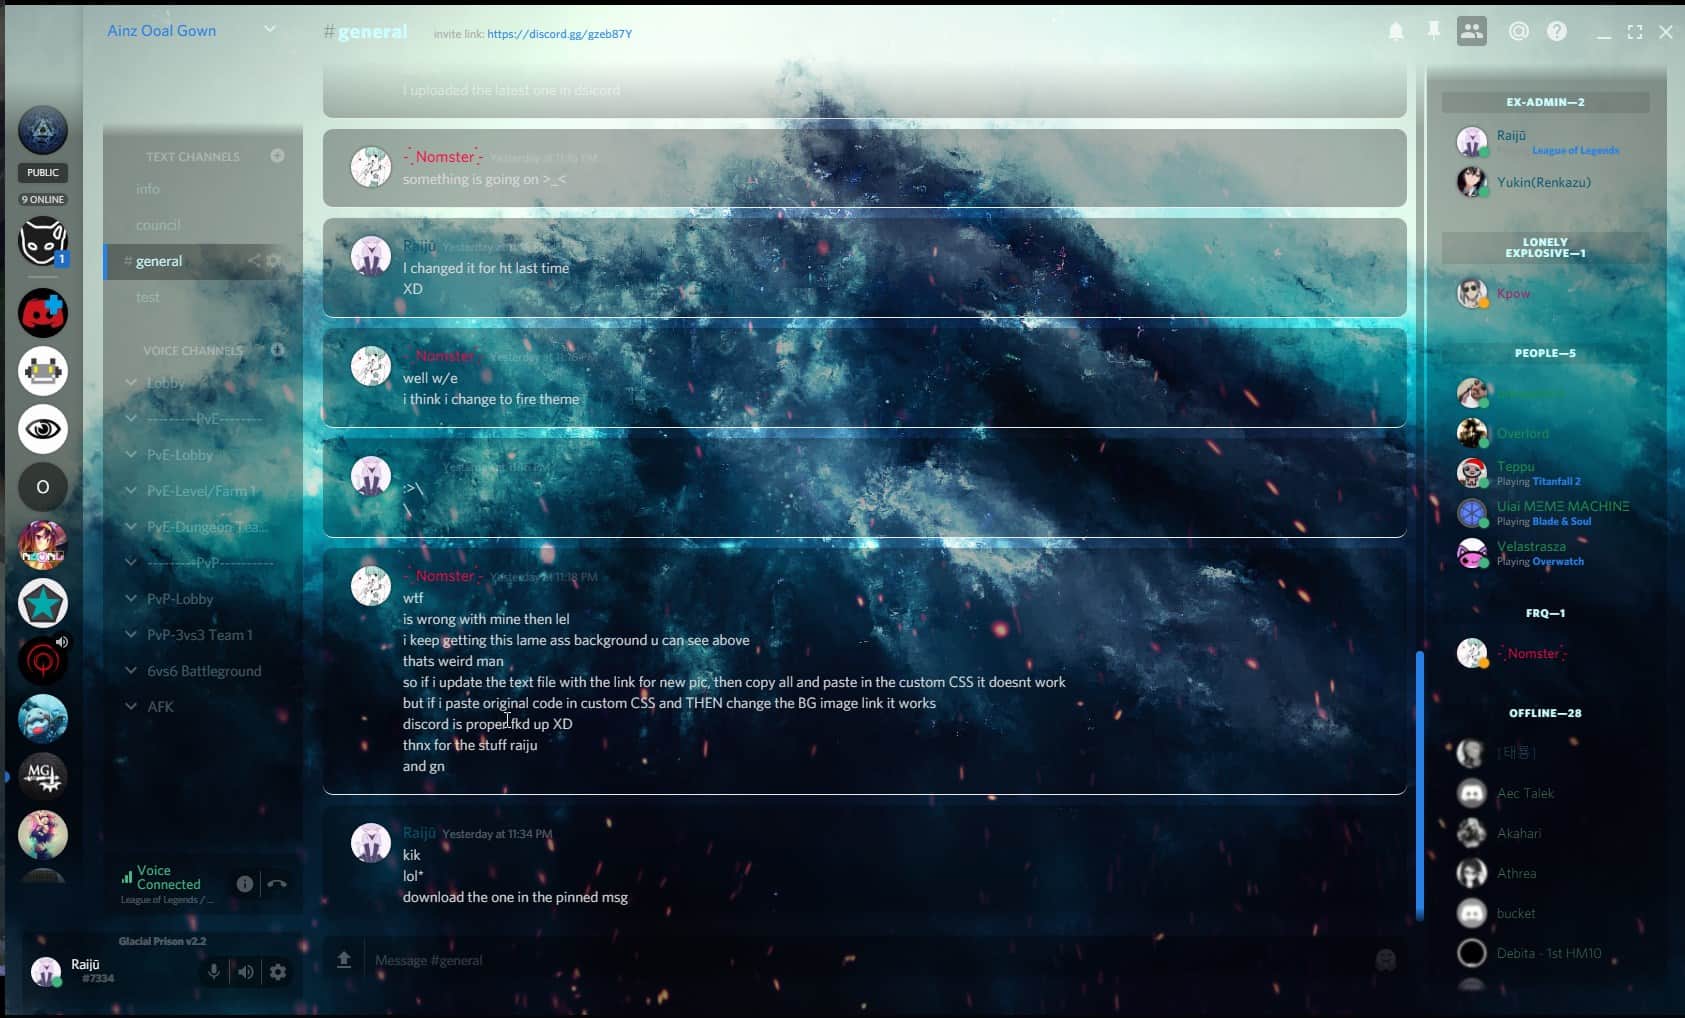 Ainz Ooal Gown
# general
invite link: https://discord.gg/gzeb87Y
PUBLIC
9 ONLINE
1
O
MG
TEXT CHANNELS
info
council
# general
test
VOICE CHANNELS
Lobby
----------PvE--------
PvE-Lobby
PvE-Level/Farm 1
PvE-Dungeon Tea...
----------PvP-----------
PvP-Lobby
PvP-3vs3 Team 1
6vs6 Battleground
AFK
Voice
Connected
League of Legends / ...
Glacial Prison v2.2
Raijū
#7334
I uploaded the latest one in dsicord
Nomster Yesterday at 11:16 PM
something is going on >_<
Raijū Yesterday at
I changed it for ht last time
XD
Nomster Yesterday at 11:16 PM
well w/e
i think i change to fire theme
Yesterday at
:>\
\
Nomster Yesterday at 11:18 PM
wtf
is wrong with mine then lel
i keep getting this lame ass background u can see above
thats weird man
so if i update the text file with the link for new pic, then copy all and paste in the custom CSS it doesnt work
but if i paste original code in custom CSS and THEN change the BG image link it works
discord is proper fkd up XD
thnx for the stuff raiju
and gn
Raijū Yesterday at 11:34 PM
kik
lol*
download the one in the pinned msg
Message #general
EX-ADMIN—2
Raijū
Playing League of Legends
Yukin(Renkazu)
LONELY
EXPLOSIVE—1
Kpow
PEOPLE—5
Overlord
Teppu
Playing Titanfall 2
Uiai MΞMΞ MACHINΞ
Playing Blade & Soul
Velastrasza
Playing Overwatch
FRQ—1
Nomster
OFFLINE—28
Aec Talek
Akahari
Athrea
bucket
Debita - 1st HM10